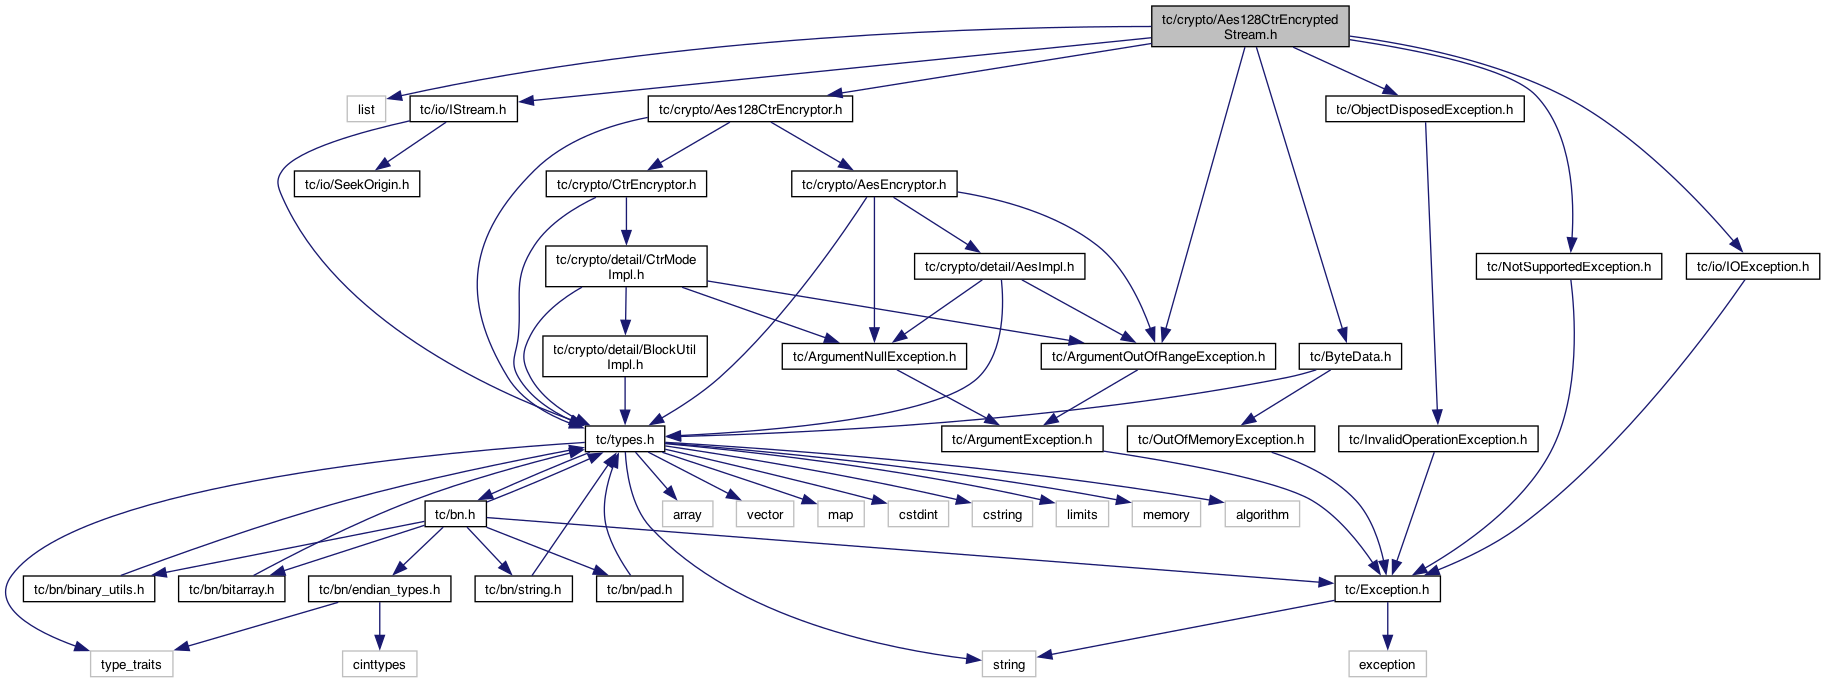 tc/crypto/Aes128CtrEncrypted
Stream.h
list
tc/io/IStream.h
tc/crypto/Aes128CtrEncryptor.h
tc/ObjectDisposedException.h
tc/io/SeekOrigin.h
tc/crypto/CtrEncryptor.h
tc/crypto/AesEncryptor.h
tc/crypto/detail/CtrMode
Impl.h
tc/crypto/detail/AesImpl.h
tc/NotSupportedException.h
tc/io/IOException.h
tc/crypto/detail/BlockUtil
Impl.h
tc/ArgumentNullException.h
tc/ArgumentOutOfRangeException.h
tc/ByteData.h
tc/types.h
tc/ArgumentException.h
tc/OutOfMemoryException.h
tc/InvalidOperationException.h
tc/bn.h
array
vector
map
cstdint
cstring
limits
memory
algorithm
tc/bn/binary_utils.h
tc/bn/bitarray.h
tc/bn/endian_types.h
tc/bn/string.h
tc/bn/pad.h
tc/Exception.h
type_traits
cinttypes
string
exception